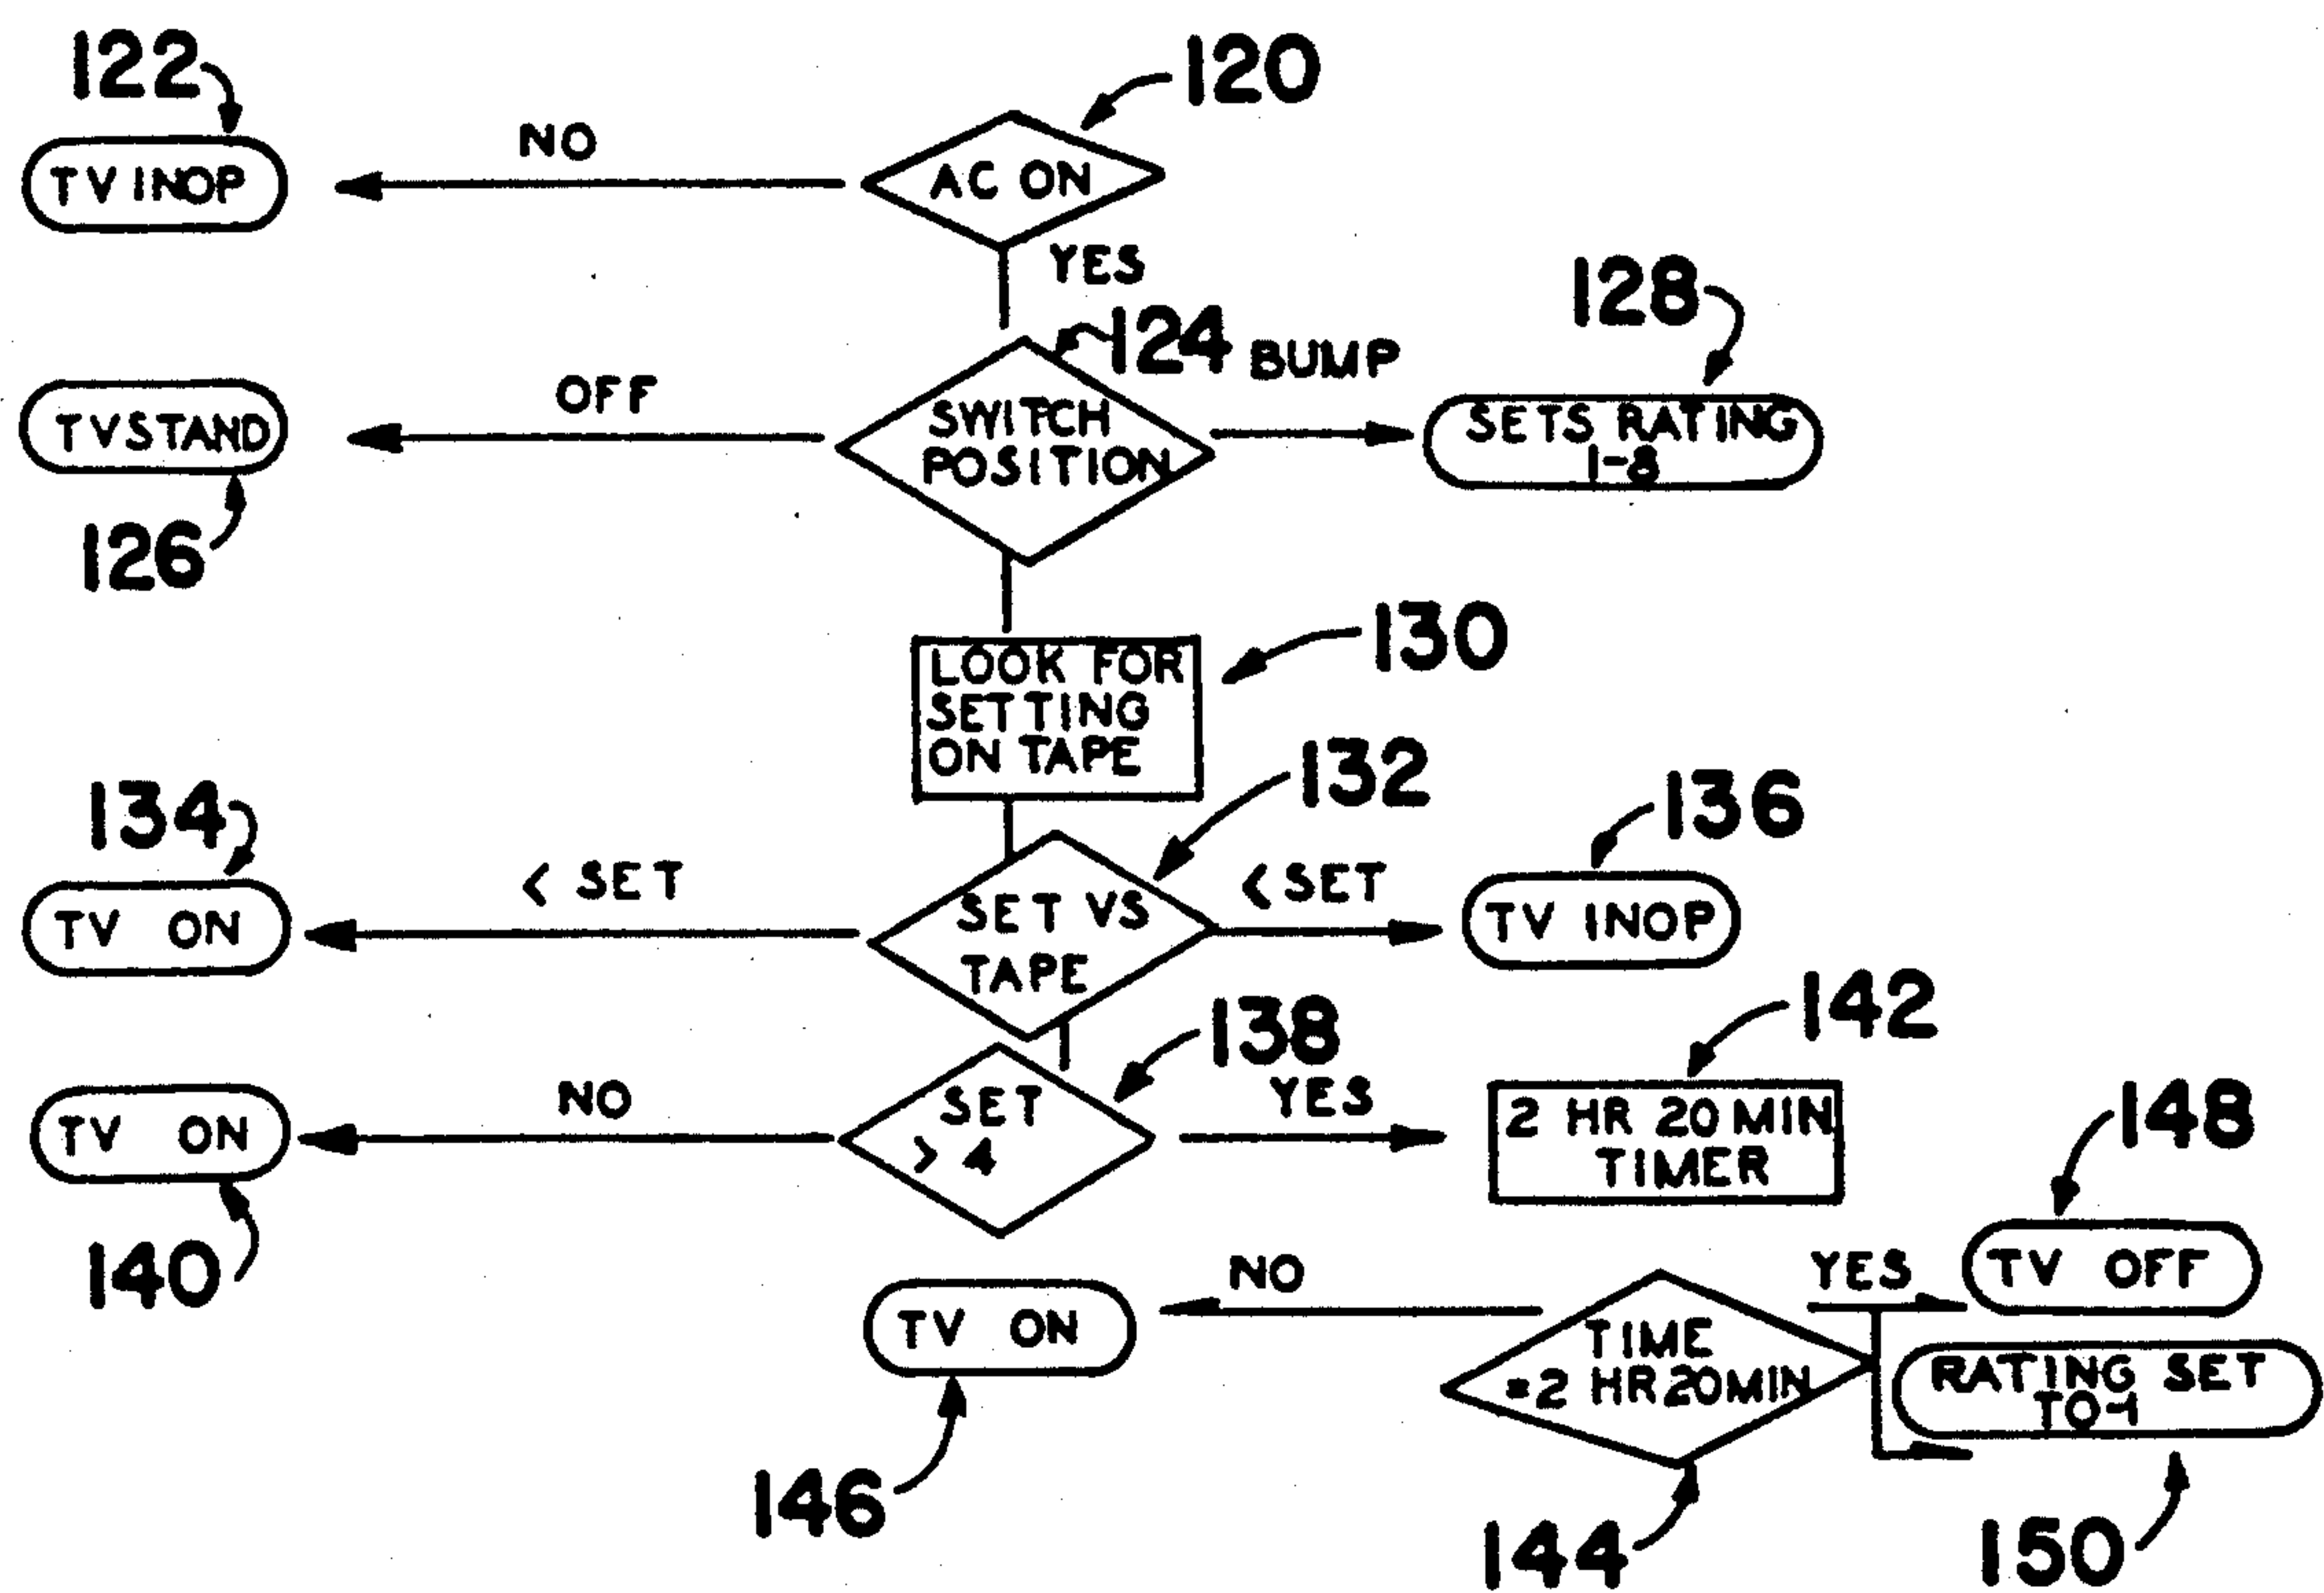 122
120
NO
TV INOP
AC ON
YES
128
124
BUMP
OFF
TVSTAND
SWITCH
POSITION
SETS RATING
1-8
126
130
LOOK FOR
SETTING
ON TAPE
132
134
136
< SET
< SET
TV ON
SET VS
TAPE
TV INOP
142
138
NO
SET
> 4
YES
148
TV ON
2 HR 20 MIN
TIMER
140
NO
YES
TV OFF
TV ON
TIME
=2 HR 20 MIN
RATING SET
TO-1
146
144
150